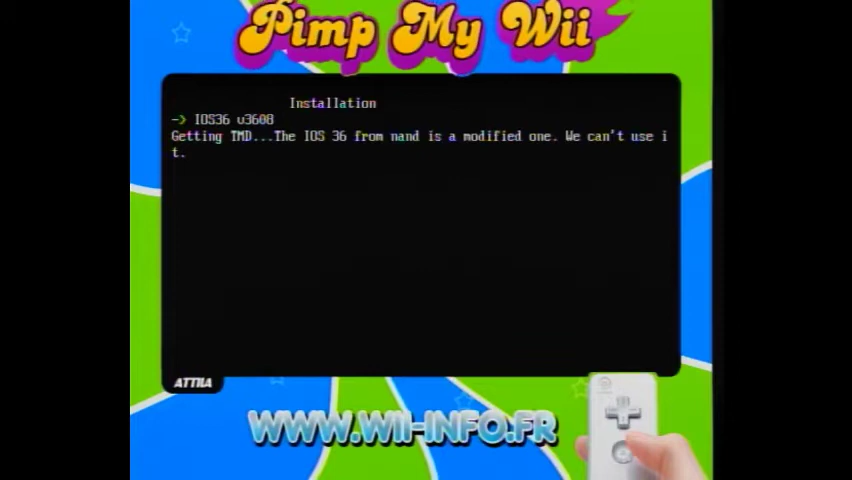 Pimp My Wii
Installation
-> IOS36 v3608
Getting TMD...The IOS 36 from nand is a modified one. We can't use i
t.
ATTILA
WWW.WII-INFO.FR